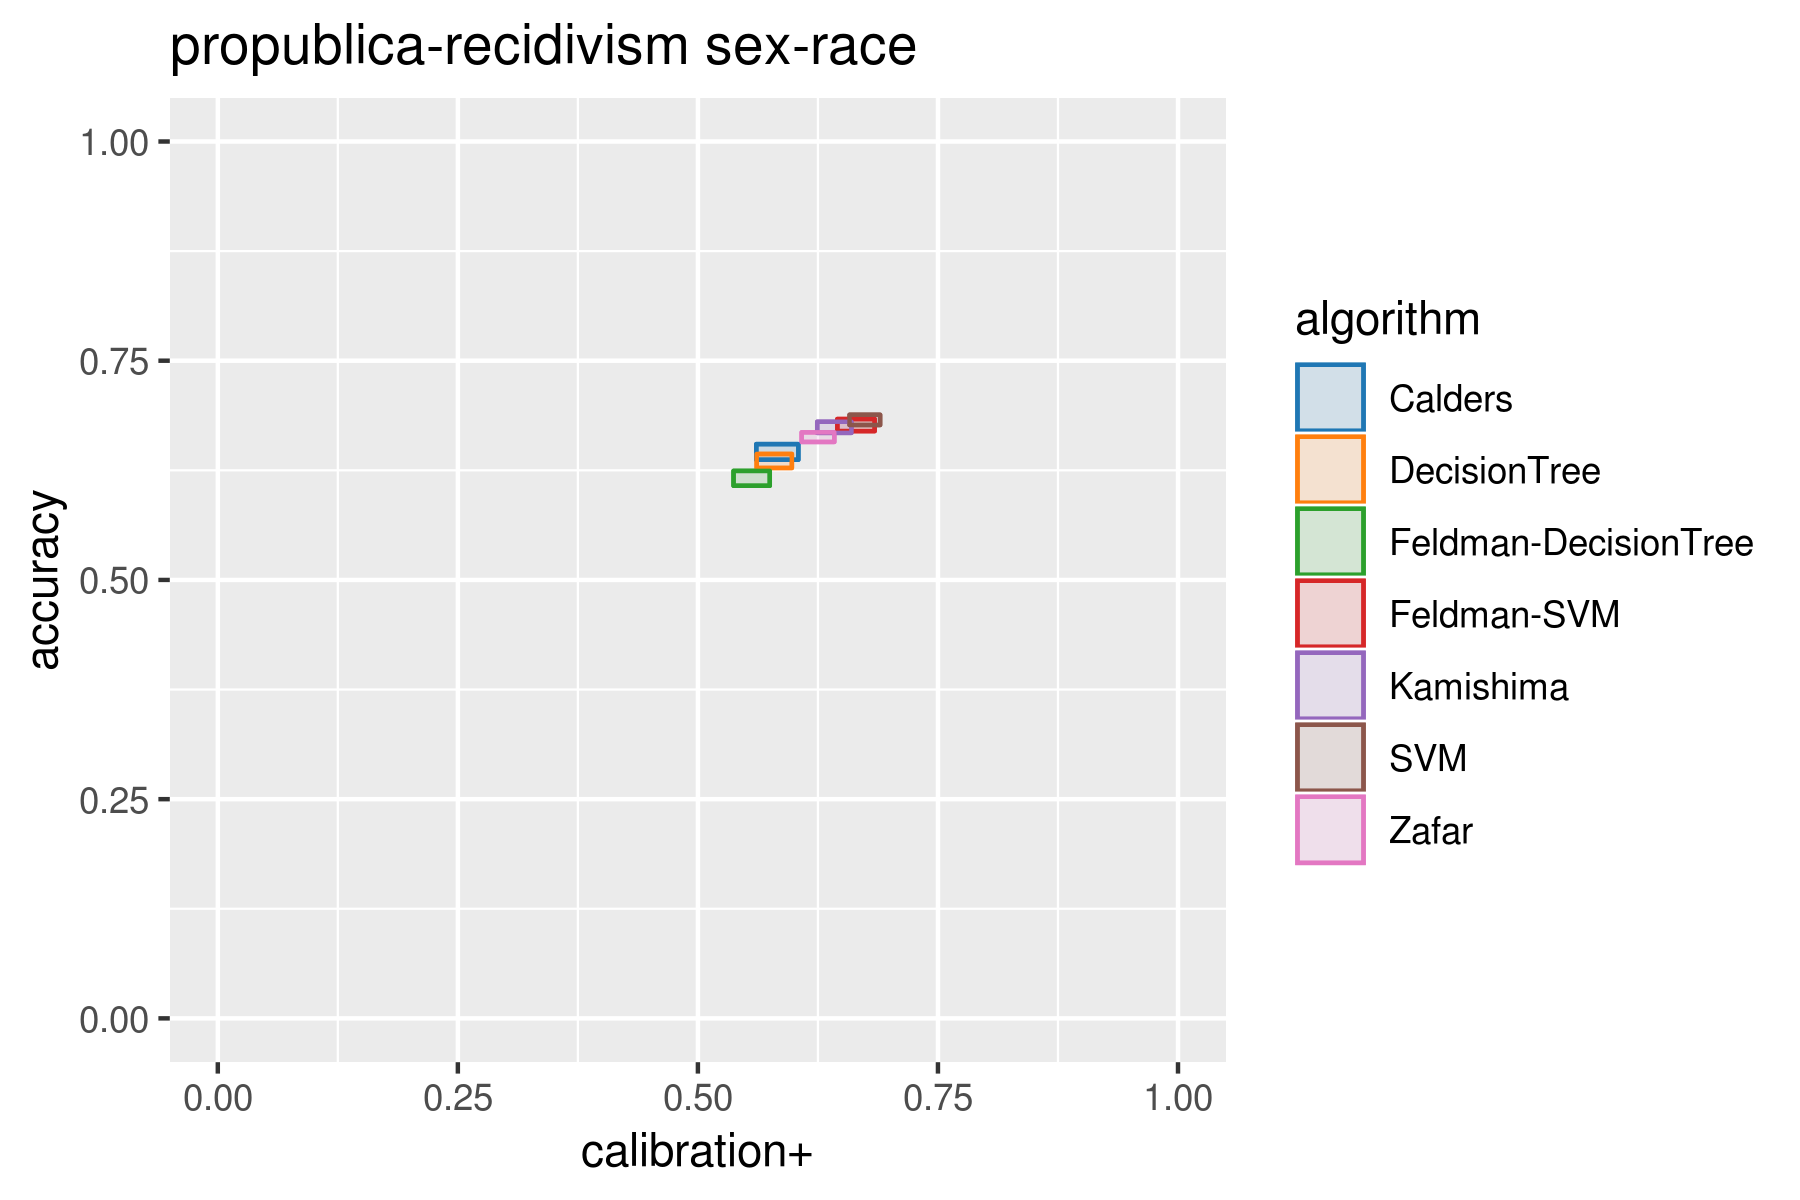 propublica-recidivism sex-race
1.00
0.75
0.50
0.25
0.00
accuracy
0.00 0.25 0.50 0.75 1.00
calibration+
algorithm
Calders
DecisionTree
Feldman-DecisionTree
Feldman-SVM
Kamishima
SVM
Zafar